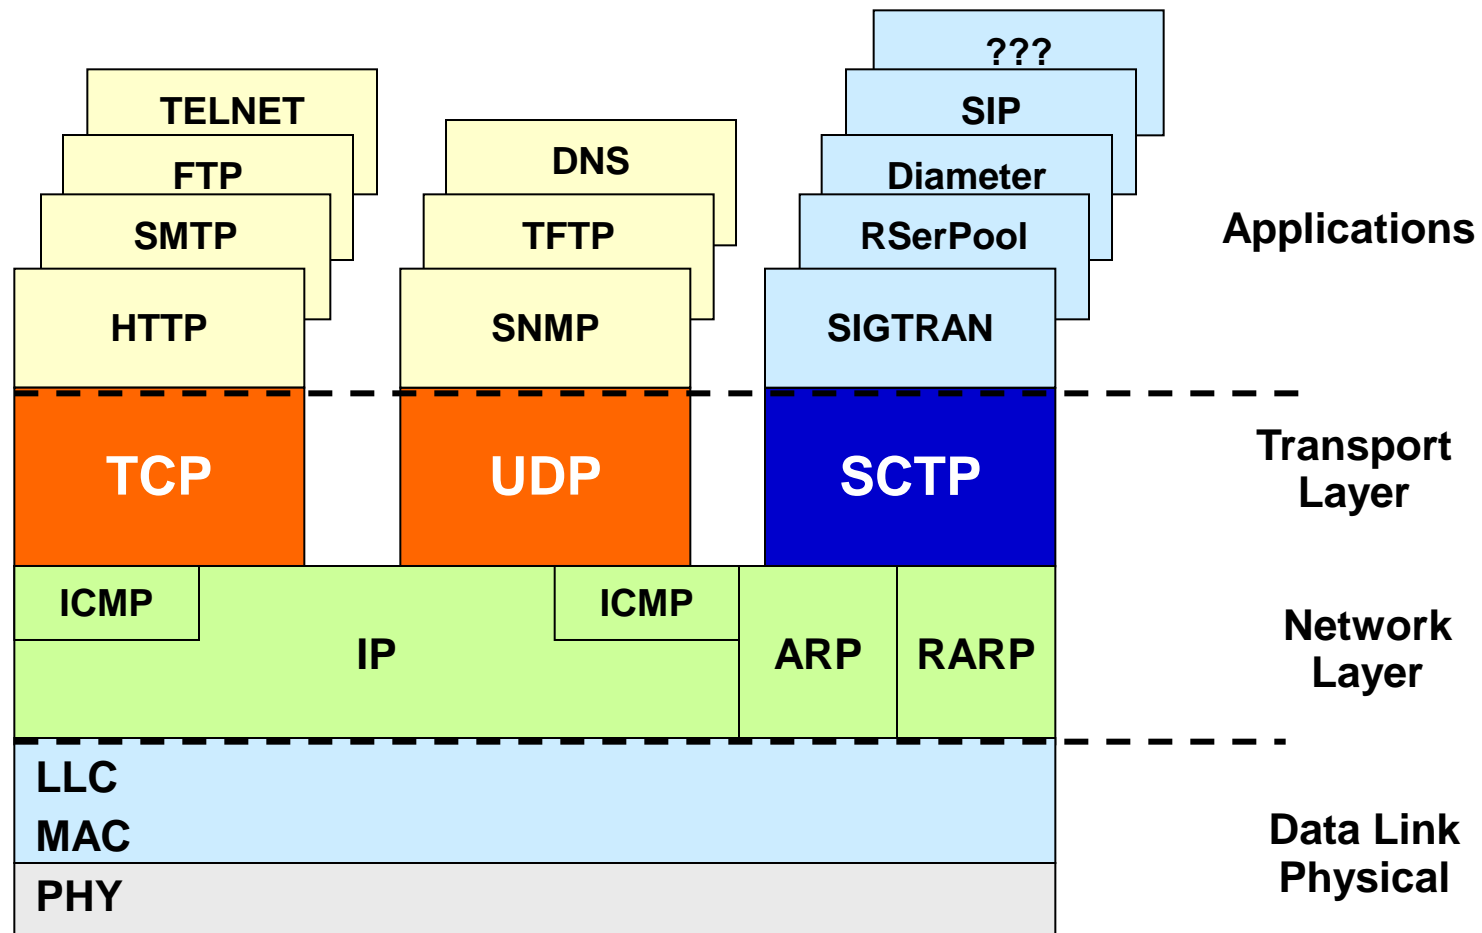 ???
TELNET
SIP
FTP
DNS
Diameter
SMTP
TFTP
RSerPool
Applications
HTTP
SNMP
SIGTRAN
TCP
UDP
SCTP
Transport
Layer
ICMP
ICMP
IP
ARP
RARP
Network
Layer
LLC
MAC
Data Link
Physical
PHY